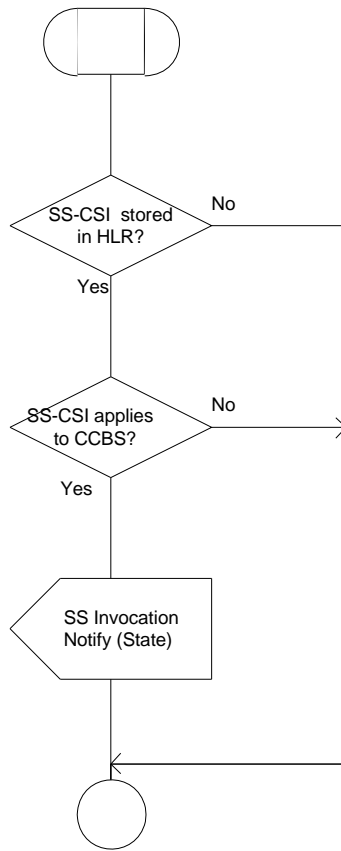 SS-CSI stored
in HLR?
No
Yes
SS-CSI applies
to CCBS?
No
Yes
SS Invocation
Notify (State)